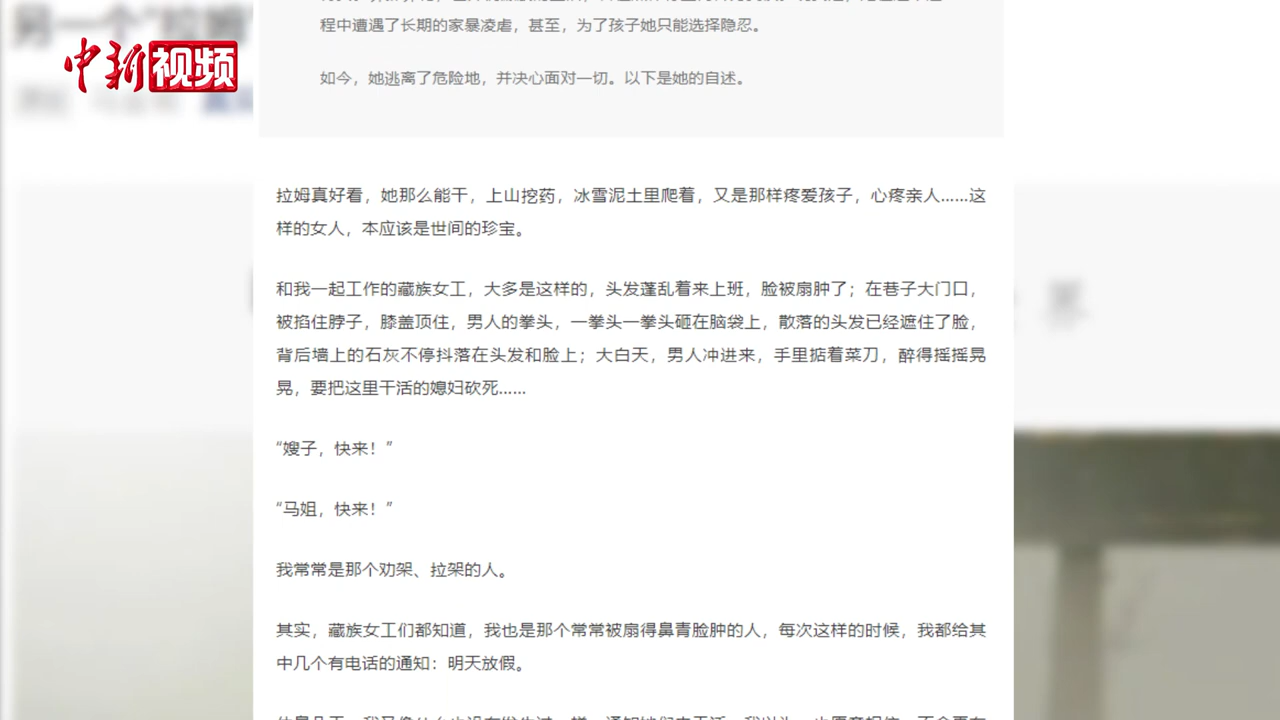 另一个“拉姆”
中新视频
程中遭遇了长期的家暴凌虐，甚至，为了孩子她只能选择隐忍。
如今，她逃离了危险地，并决心面对一切。以下是她的自述。
拉姆真好看，她那么能干，上山挖药，冰雪泥土里爬着，又是那样疼爱孩子，心疼亲人……这
样的女人，本应该是世间的珍宝。
和我一起工作的藏族女工，大多是这样的，头发蓬乱着来上班，脸被扇肿了；在巷子大门口，
被掐住脖子，膝盖顶住，男人的拳头，一拳头一拳头砸在脑袋上，散落的头发已经遮住了脸，
背后墙上的石灰不停抖落在头发和脸上；大白天，男人冲进来，手里掂着菜刀，醉得摇摇晃
晃，要把这里干活的媳妇砍死……
“嫂子，快来！”
“马姐，快来！”
我常常是那个劝架、拉架的人。
其实，藏族女工们都知道，我也是那个常常被扇得鼻青脸肿的人，每次这样的时候，我都给其
中几个有电话的通知：明天放假。